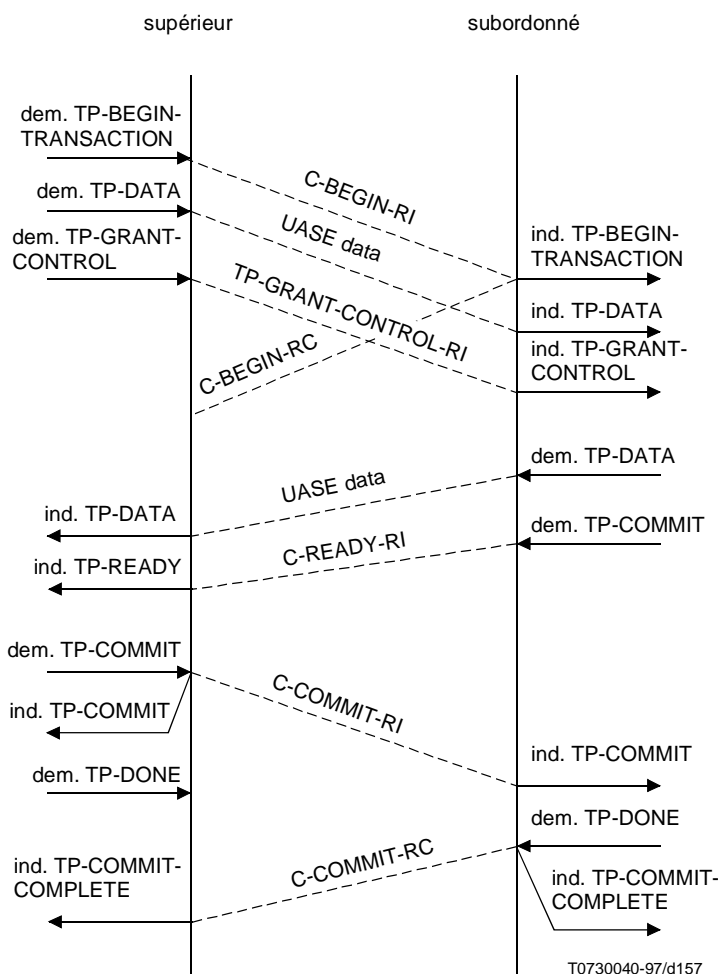 supérieur
subordonné
dem. TP-BEGIN-
TRANSACTION
C-BEGIN-RI
dem. TP-DATA
UASE data
dem. TP-GRANT-
CONTROL
ind. TP-BEGIN-
TRANSACTION
TP-GRANT-CONTROL-RI
ind. TP-DATA
C-BEGIN-RC
ind. TP-GRANT-
CONTROL
dem. TP-DATA
UASE data
ind. TP-DATA
dem. TP-COMMIT
C-READY-RI
ind. TP-READY
dem. TP-COMMIT
C-COMMIT-RI
ind. TP-COMMIT
ind. TP-COMMIT
dem. TP-DONE
dem. TP-DONE
C-COMMIT-RC
ind. TP-COMMIT-
COMPLETE
ind. TP-COMMIT-
COMPLETE
T0730040-97/d157